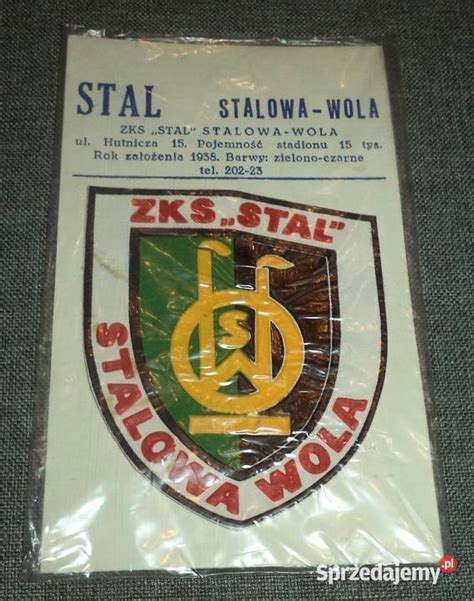 STAL STALOWA-WOLA
ZKS „STAL" STALOWA-WOLA
ul. Hutnicza 15. Pojemność stadionu 15 tys.
Rok założenia 1938. Barwy: zielono-czarne
tel. 202-23
ZKS „STAL"
SW
STALOWA WOLA
Sprzedajemy.pl